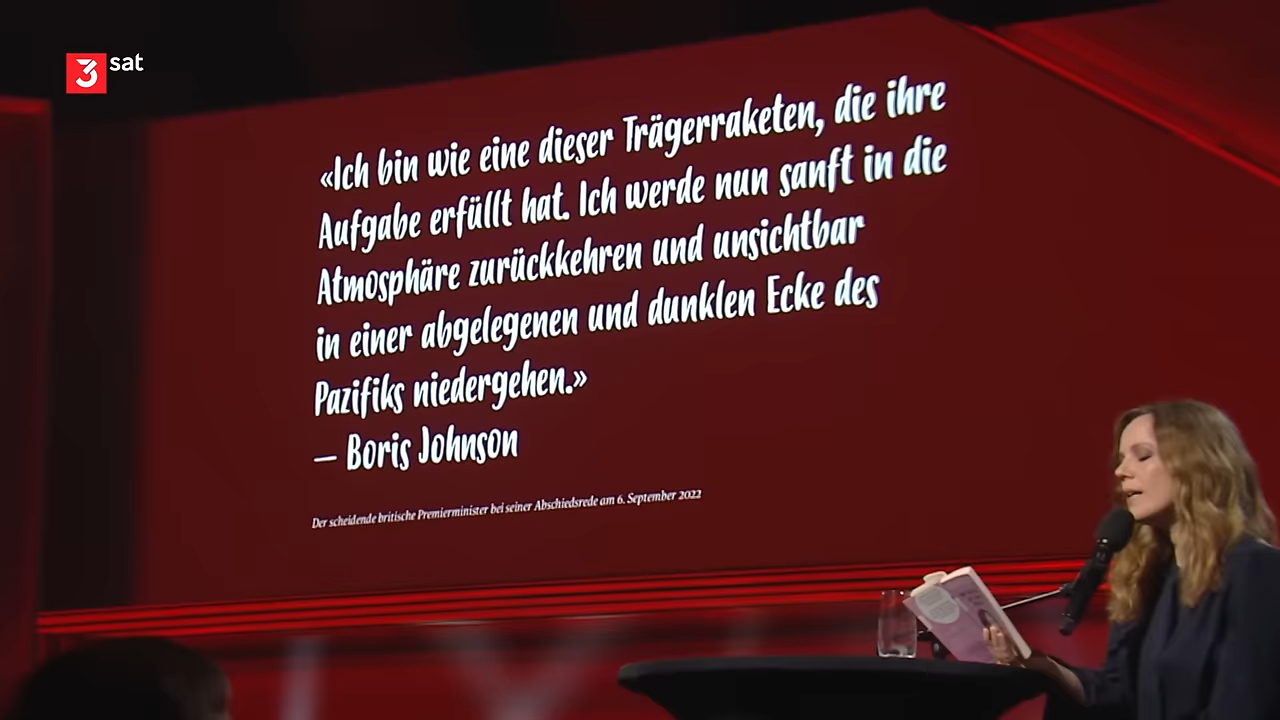 3sat
«Ich bin wie eine dieser Trägerraketen, die ihre
Aufgabe erfüllt hat. Ich werde nun sanft in die
Atmosphäre zurückkehren und unsichtbar
in einer abgelegenen und dunklen Ecke des
Pazifiks niedergehen.»
– Boris Johnson
Der scheidende britische Premierminister bei seiner Abschiedsrede am 6. September 2022